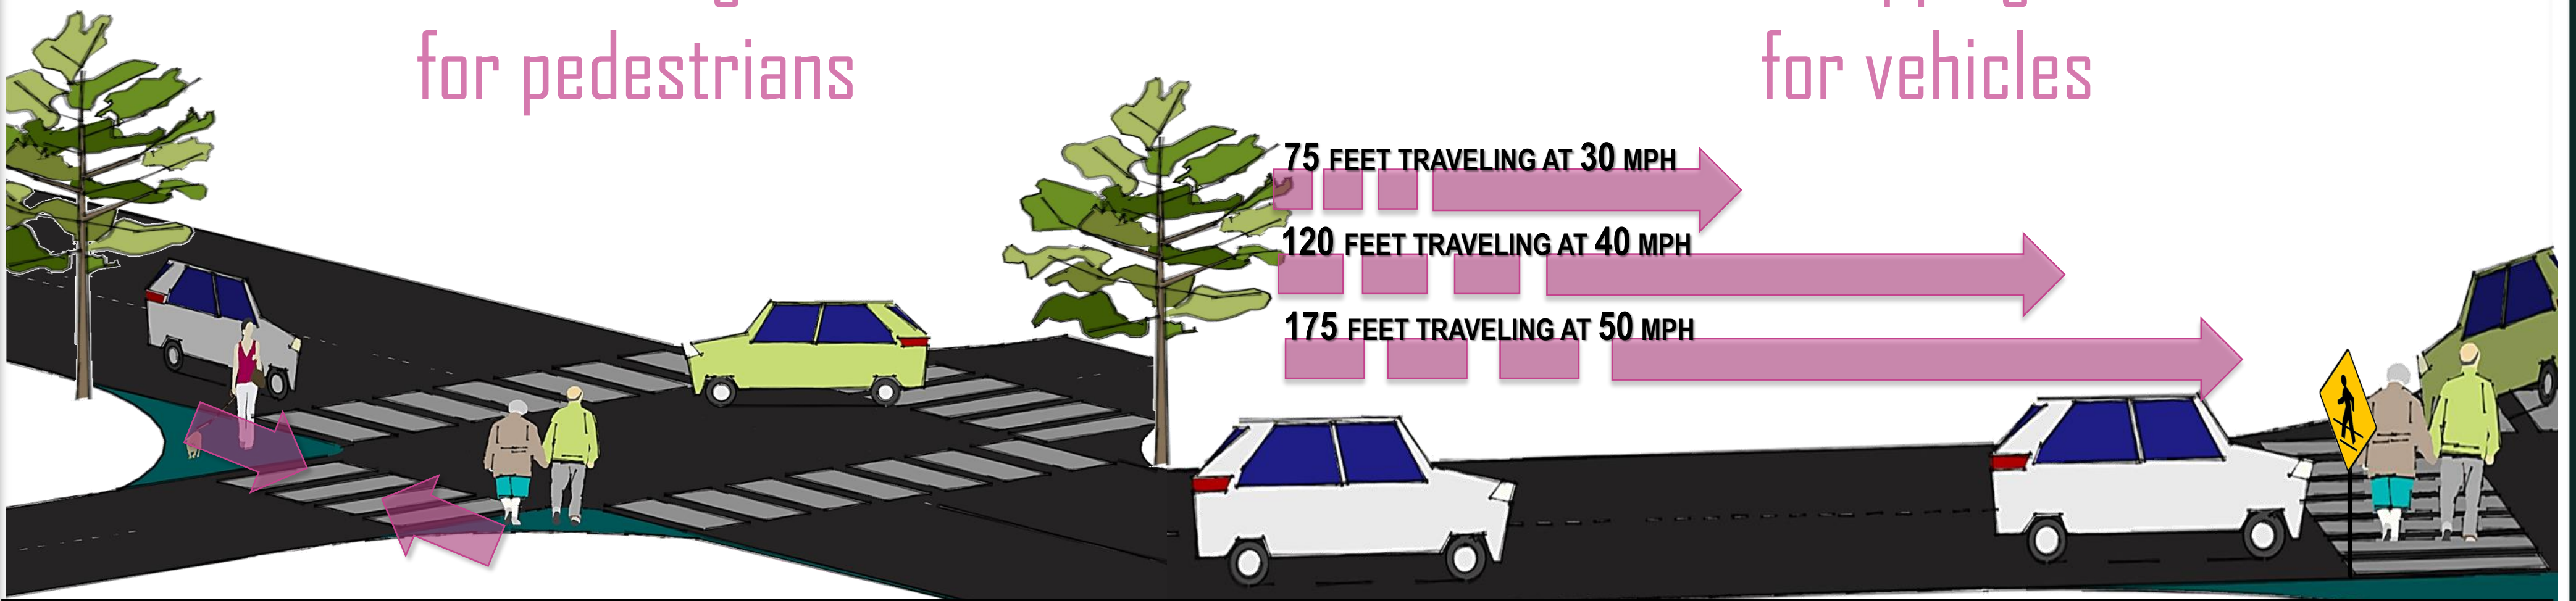 for pedestrians
for vehicles
75 FEET TRAVELING AT 30 MPH
120 FEET TRAVELING AT 40 MPH
175 FEET TRAVELING AT 50 MPH